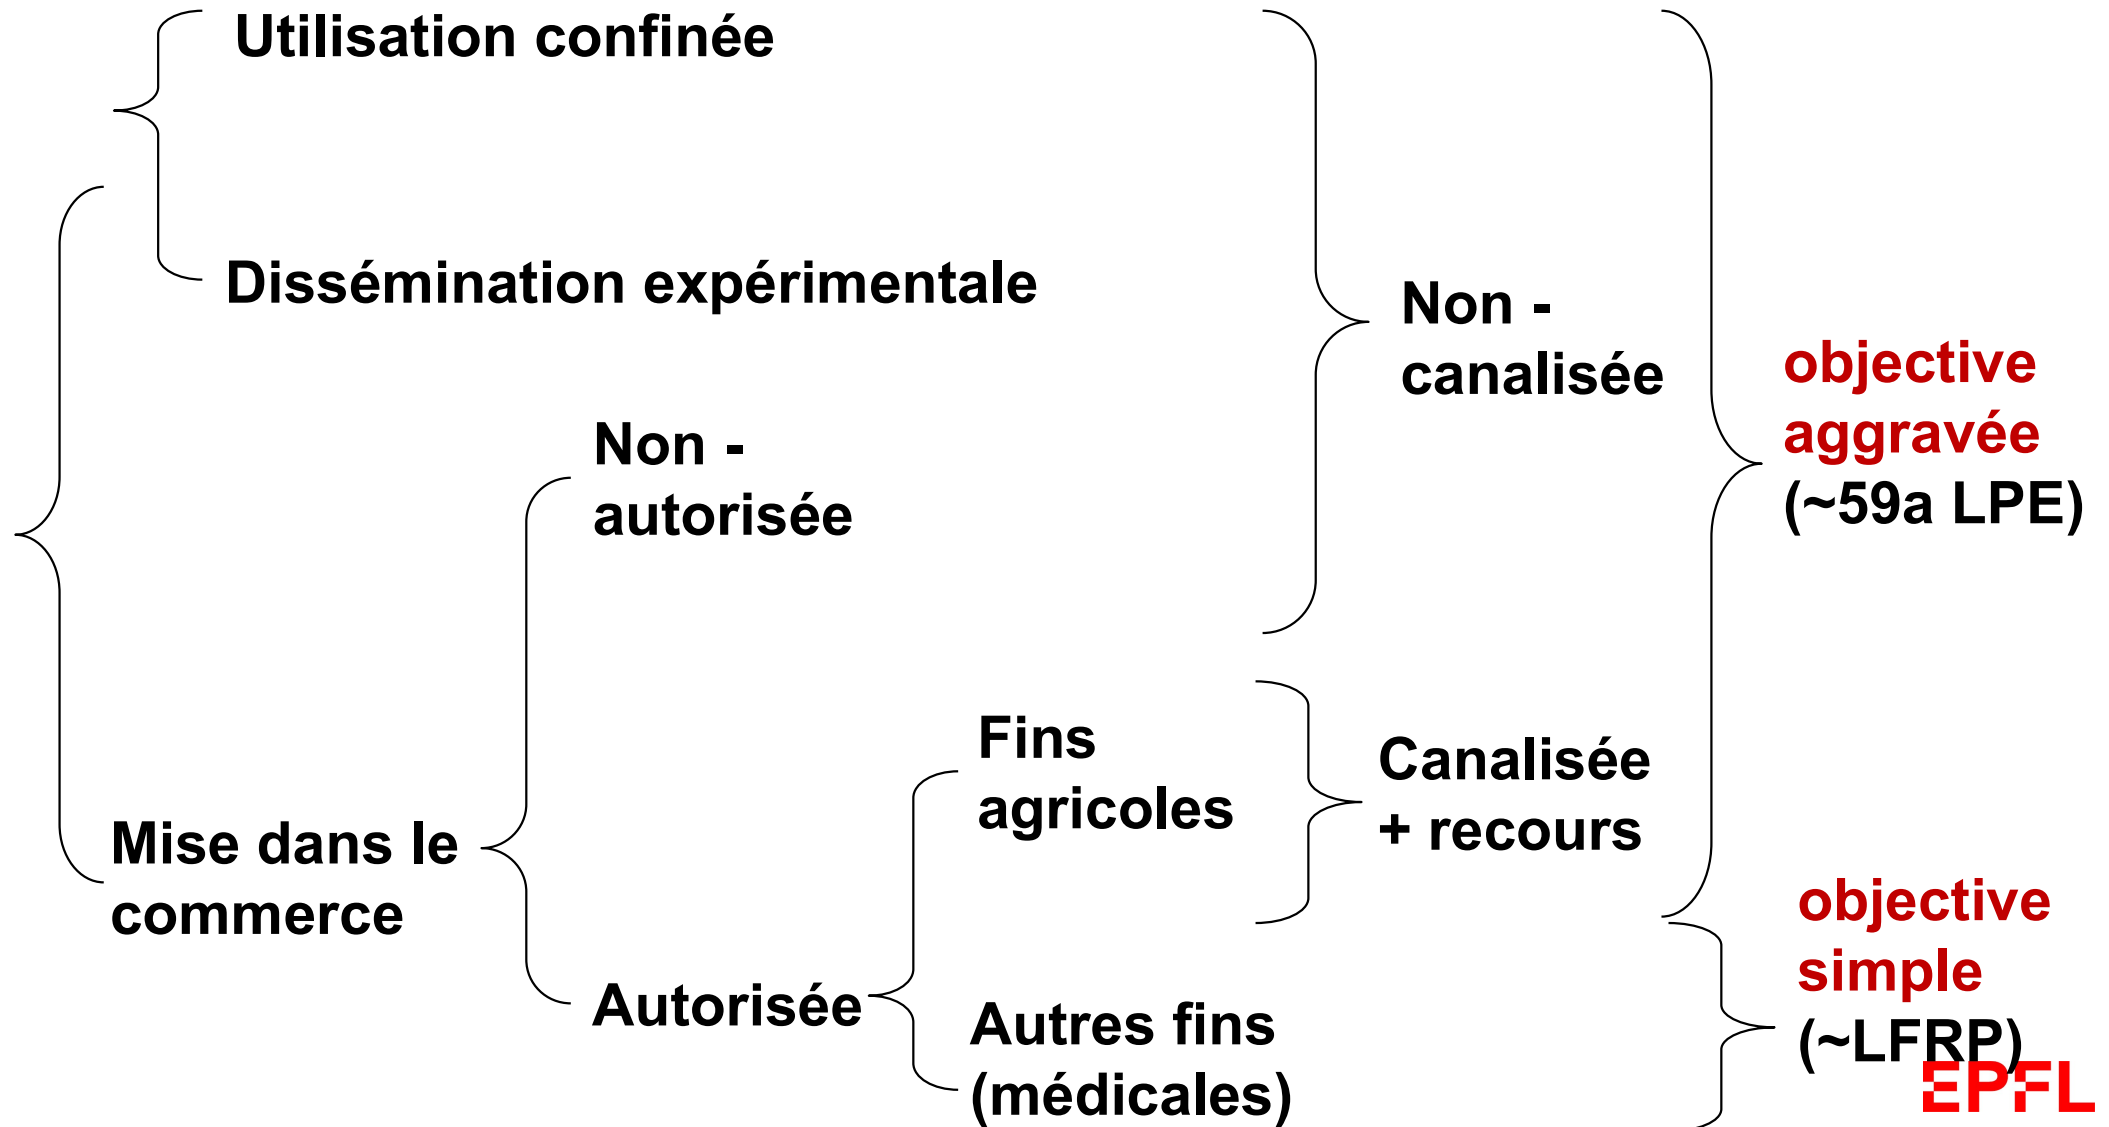 Utilisation confinée
Dissémination expérimentale
Non -
canalisée
objective
aggravée
(~59a LPE)
Non -
autorisée
Fins
agricoles
Canalisée
+ recours
Mise dans le
commerce
objective
simple
(~LFRP)
Autorisée
Autres fins
(médicales)
EPFL